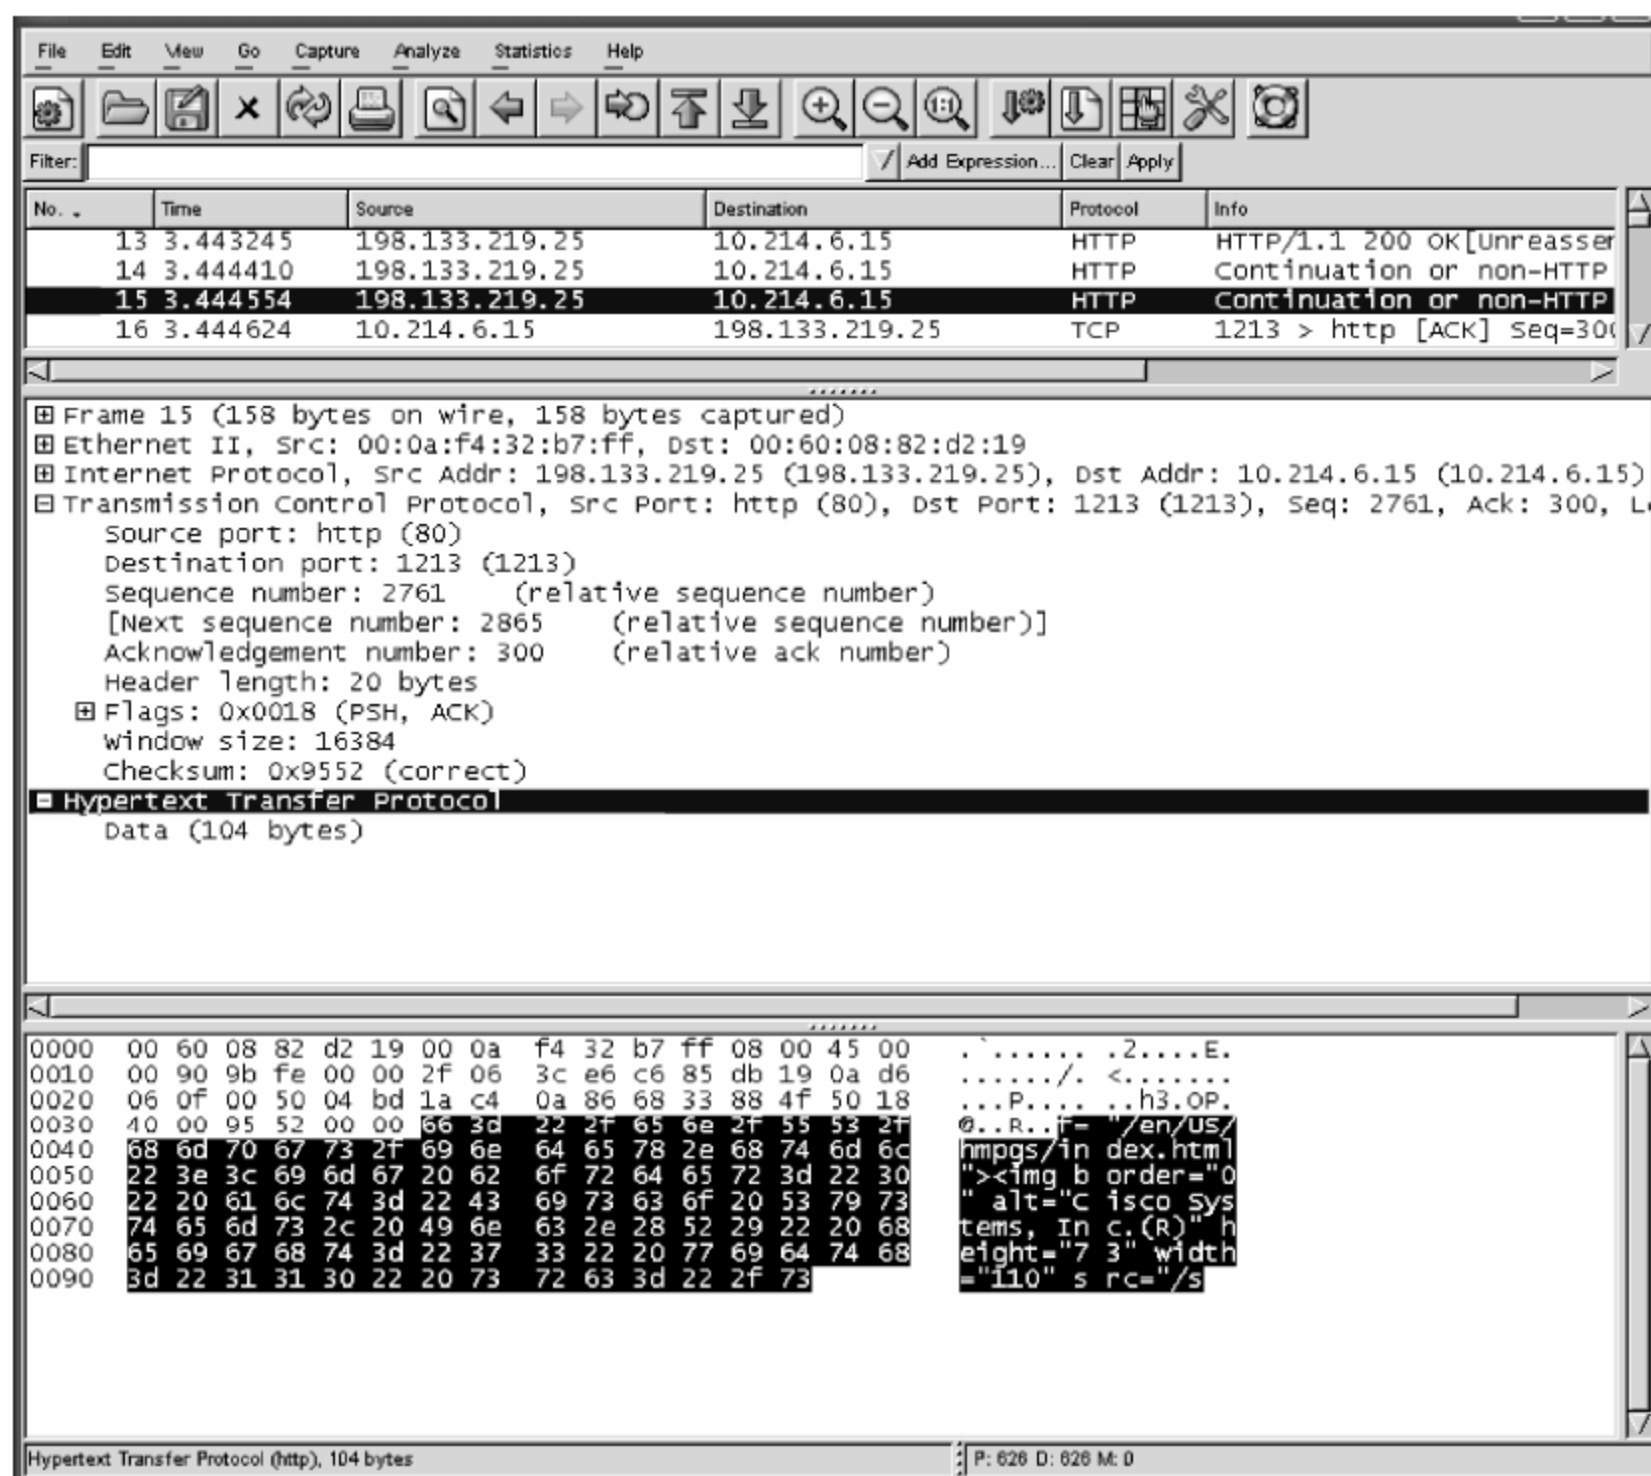 File Edit View Go Capture Analyze Statistics Help
Filter: Add Expression... Clear Apply
No. Time Source Destination Protocol Info
13 3.443245 198.133.219.25 10.214.6.15 HTTP HTTP/1.1 200 OK[Unreasser
14 3.444410 198.133.219.25 10.214.6.15 HTTP Continuation or non-HTTP
15 3.444554 198.133.219.25 10.214.6.15 HTTP Continuation or non-HTTP
16 3.444624 10.214.6.15 198.133.219.25 TCP 1213 > http [ACK] Seq=300
Frame 15 (158 bytes on wire, 158 bytes captured)
Ethernet II, Src: 00:0a:f4:32:b7:ff, Dst: 00:60:08:82:d2:19
Internet Protocol, Src Addr: 198.133.219.25 (198.133.219.25), Dst Addr: 10.214.6.15 (10.214.6.15)
Transmission Control Protocol, Src Port: http (80), Dst Port: 1213 (1213), Seq: 2761, Ack: 300, Le
Source port: http (80)
Destination port: 1213 (1213)
Sequence number: 2761 (relative sequence number)
[Next sequence number: 2865 (relative sequence number)]
Acknowledgement number: 300 (relative ack number)
Header length: 20 bytes
Flags: 0x0018 (PSH, ACK)
Window size: 16384
Checksum: 0x9552 (correct)
Hypertext Transfer Protocol
Data (104 bytes)
0000 00 60 08 82 d2 19 00 0a f4 32 b7 ff 08 00 45 00 .`...... .2....E.
0010 00 90 9b fe 00 00 2f 06 3c e6 c6 85 db 19 0a d6 ....../. <.......
0020 06 0f 00 50 04 bd 1a c4 0a 86 68 33 88 4f 50 18 ...P.... ..h3.OP.
0030 40 00 95 52 00 00 66 3d 22 2f 65 6e 2f 55 53 2f @..R..f= "/en/US/
0040 68 6d 70 67 73 2f 69 6e 64 65 78 2e 68 74 6d 6c hmpgs/in dex.html
0050 22 3e 3c 69 6d 67 20 62 6f 72 64 65 72 3d 22 30 "><img b order="0
0060 22 20 61 6c 74 3d 22 43 69 73 63 6f 20 53 79 73 " alt="C isco Sys
0070 74 65 6d 73 2c 20 49 6e 63 2e 28 52 29 22 20 68 tems, In c.(R)" h
0080 65 69 67 68 74 3d 22 37 33 22 20 77 69 64 74 68 eight="7 3" width
0090 3d 22 31 31 30 22 20 73 72 63 3d 22 2f 73 ="110" s rc="/s
Hypertext Transfer Protocol (http), 104 bytes P: 626 D: 626 M: 0